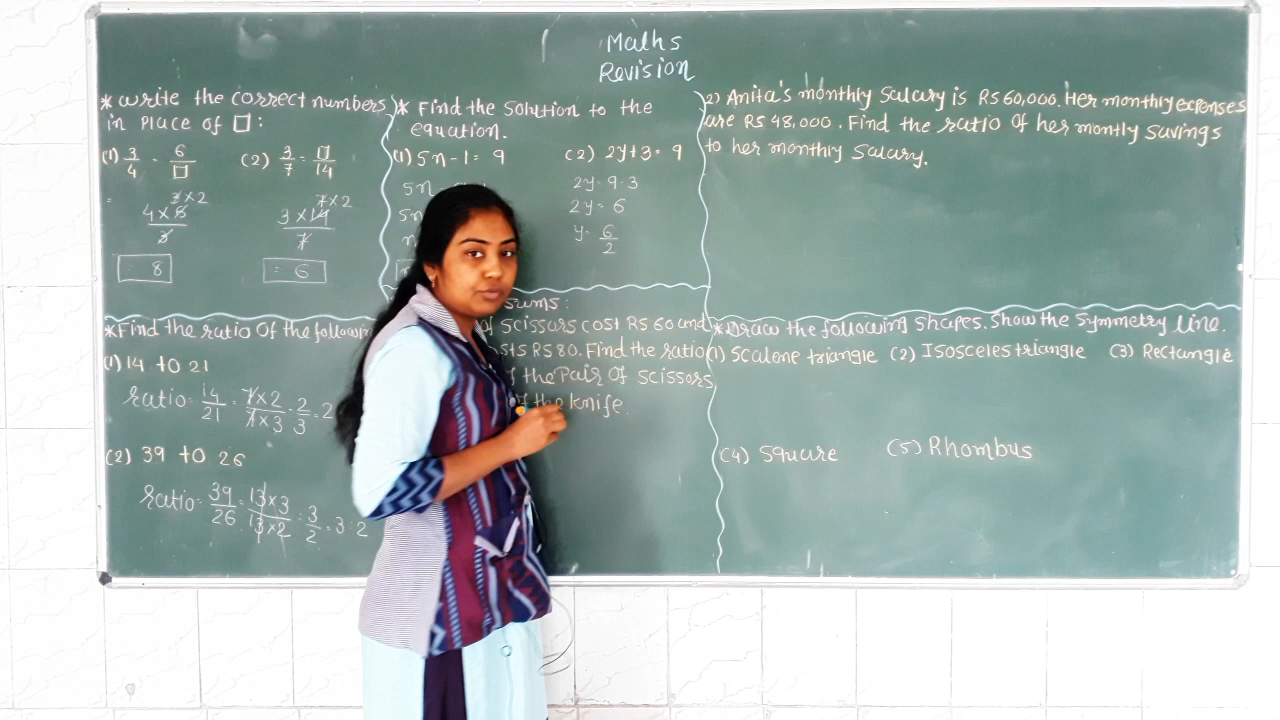 Maths
Revision
* Write the correct numbers
in place of □:
(1) 3/4 = 6/□ (2) 3/7 = □/14
=
4 × 6 / 3 3 × 14 / 7
× 2 × 2
= 8 = 6
* Find the solution to the
equation.
(1) 5n - 1 = 9 (2) 2y + 3 = 9
5n 2y = 9 - 3
5n 2y = 6
n y = 6/2
2) Anita's monthly salary is RS 60,000. Her monthly expenses
are RS 48,000. Find the ratio of her montly savings
to her monthly salary.
* Find the ratio of the followin
(1) 14 to 21
ratio = 14/21 = 7 × 2 / 7 × 3 = 2/3 = 2
(2) 39 to 26
ratio = 39/26 = 13 × 3 / 13 × 2 = 3/2 = 3 : 2
sums:
of scissors cost RS 60 and
sts RS 80. Find the ratio
of the pair of scissors
of the knife.
* Draw the following shapes. Show the symmetry line.
(1) Scalene triangle (2) Isosceles triangle (3) Rectangle
(4) Square (5) Rhombus